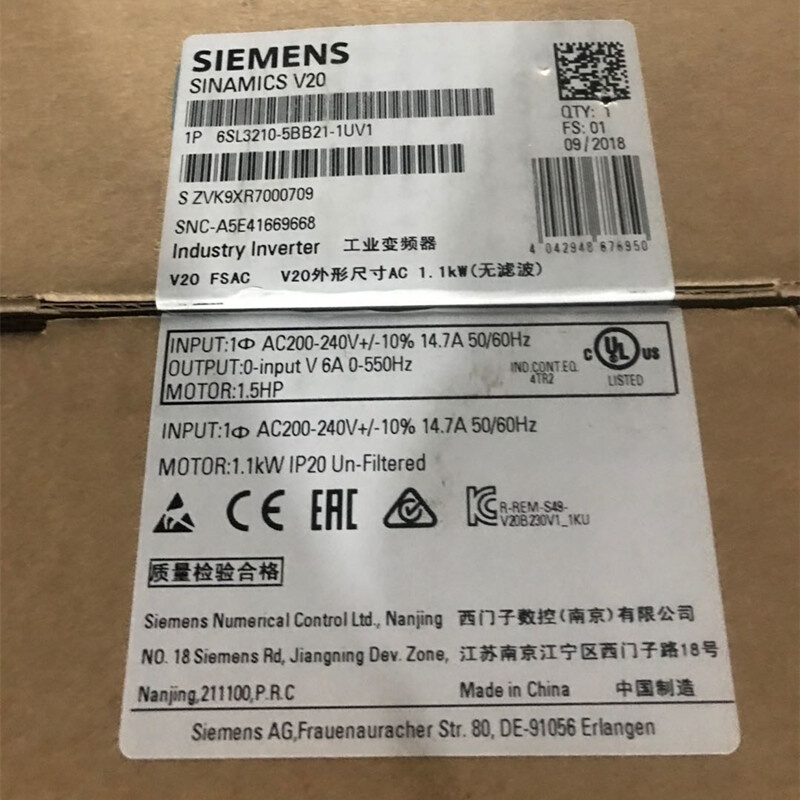 SIEMENS
SINAMICS V20
1P 6SL3210-5BB21-1UV1
QTY: 1
FS: 01
09/2018
S ZVK9XR7000709
SNC-A5E41669668
Industry Inverter 工业变频器
4 042948 676950
V20 FSAC V20外形尺寸AC 1.1kW(无滤波)
INPUT:1Φ AC200-240V+/-10% 14.7A 50/60Hz
OUTPUT:0-input V 6A 0-550Hz
MOTOR:1.5HP
IND.CONT.EQ.
4TR2
C UL US
LISTED
INPUT:1Φ AC200-240V+/-10% 14.7A 50/60Hz
MOTOR:1.1kW IP20 Un-Filtered
CE EAC KC R-REM-S49-
V20B230V1_1KU
质量检验合格
Siemens Numerical Control Ltd., Nanjing 西门子数控(南京)有限公司
NO. 18 Siemens Rd, Jiangning Dev. Zone, 江苏南京江宁区西门子路18号
Nanjing,211100,P.R.C Made in China 中国制造
Siemens AG,Frauenauracher Str. 80, DE-91056 Erlangen